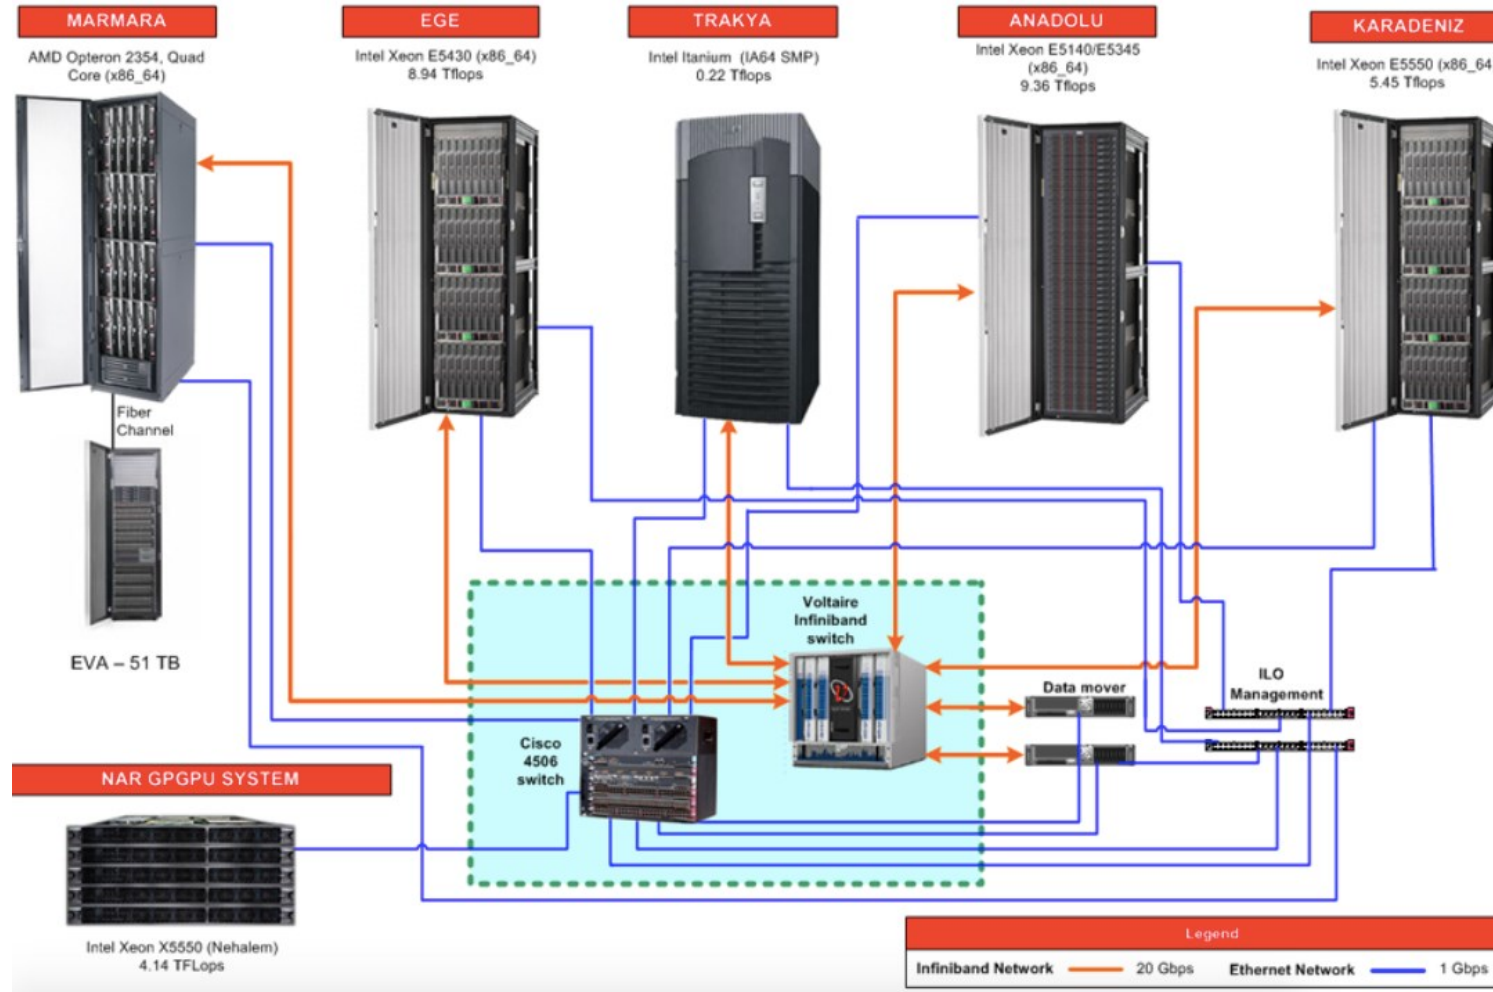 MARMARA
AMD Opteron 2354, Quad
Core (x86_64)
EGE
Intel Xeon E5430 (x86_64)
8.94 Tflops
TRAKYA
Intel Itanium (IA64 SMP)
0.22 Tflops
ANADOLU
Intel Xeon E5140/E5345
(x86_64)
9.36 Tflops
KARADENIZ
Intel Xeon E5550 (x86_64
5.45 Tflops
Fiber
Channel
EVA – 51 TB
Voltaire
Infiniband
switch
Data mover
ILO
Management
Cisco
4506
switch
NAR GPGPU SYSTEM
Intel Xeon X5550 (Nehalem)
4.14 TFLops
Legend
Infiniband Network 20 Gbps Ethernet Network 1 Gbps